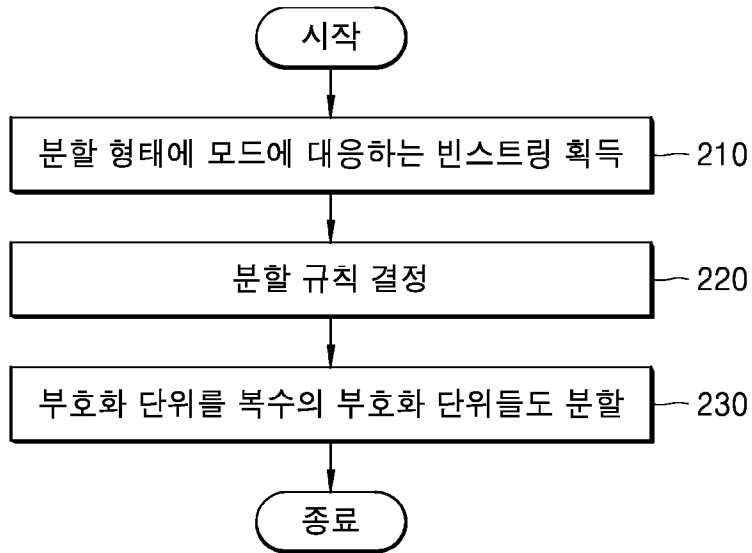 시작
분할 형태에 모드에 대응하는 빈스트링 획득 210
분할 규칙 결정 220
부호화 단위를 복수의 부호화 단위들도 분할 230
종료